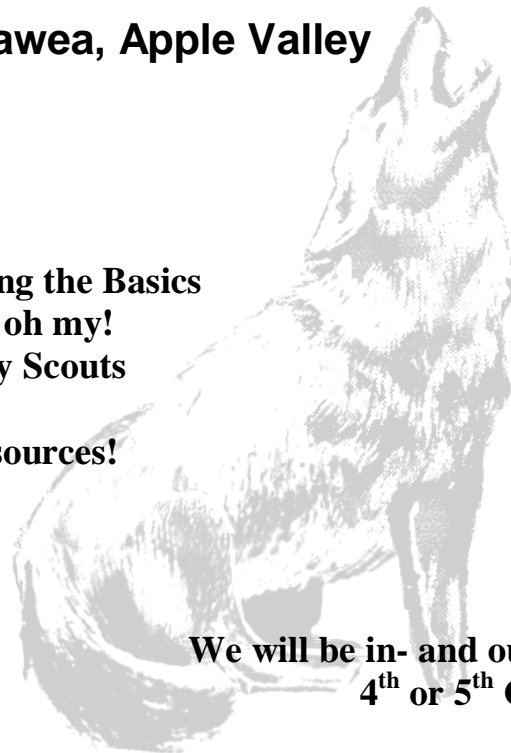 awea, Apple Valley
ng the Basics
oh my!
y Scouts
sources!
We will be in- and ou
4th or 5th